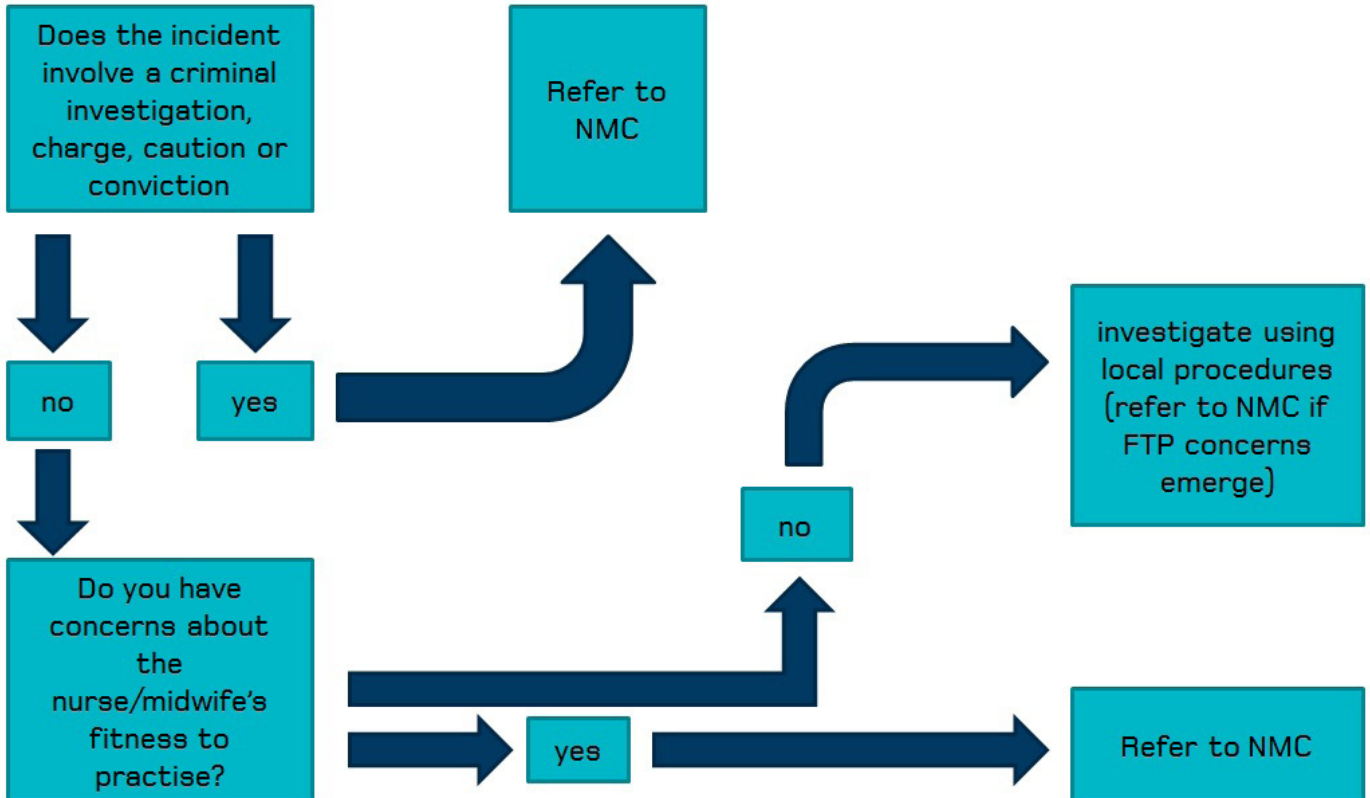 Does the incident
involve a criminal
investigation,
charge, caution or
conviction
Refer to
NMC
no
yes
investigate using
local procedures
(refer to NMC if
FTP concerns
emerge)
no
Do you have
concerns about
the
nurse/midwife's
fitness to
practise?
yes
Refer to NMC